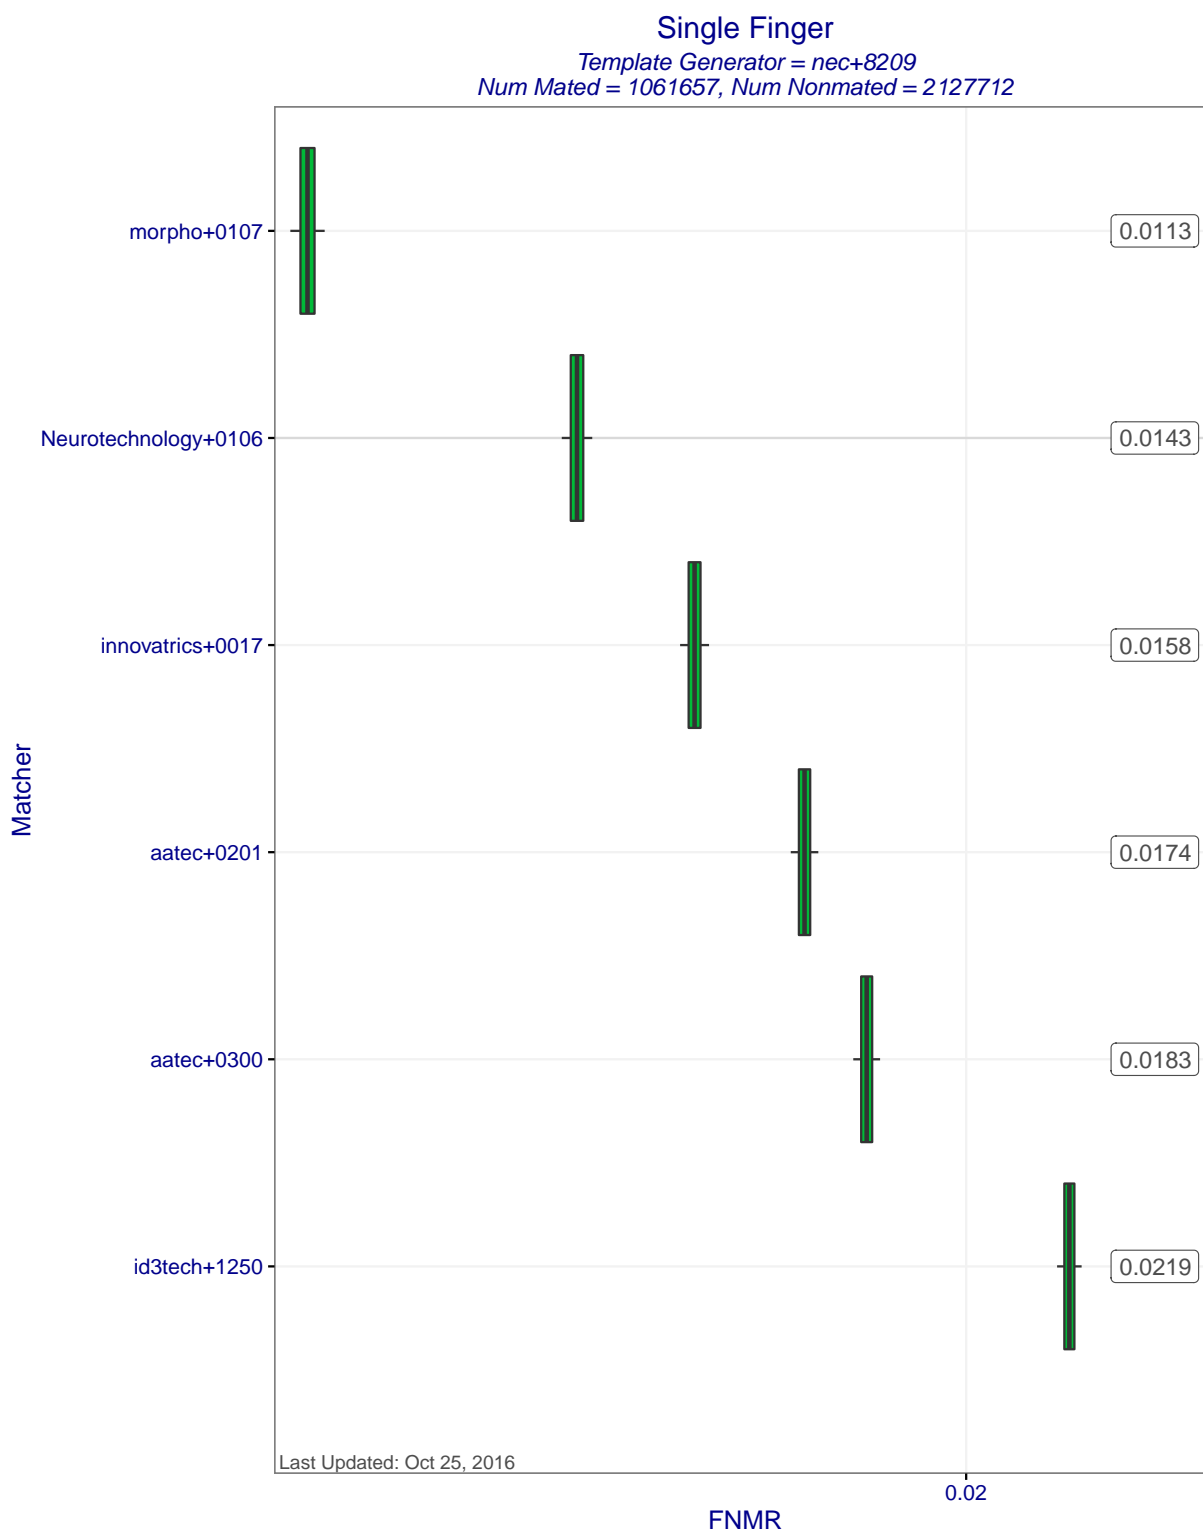 Single Finger
Template Generator = nec+8209
Num Mated = 1061657, Num Nonmated = 2127712
morpho+0107
0.0113
Neurotechnology+0106
0.0143
innovatrics+0017
0.0158
Matcher
aatec+0201
0.0174
aatec+0300
0.0183
id3tech+1250
0.0219
Last Updated: Oct 25, 2016
0.02
FNMR